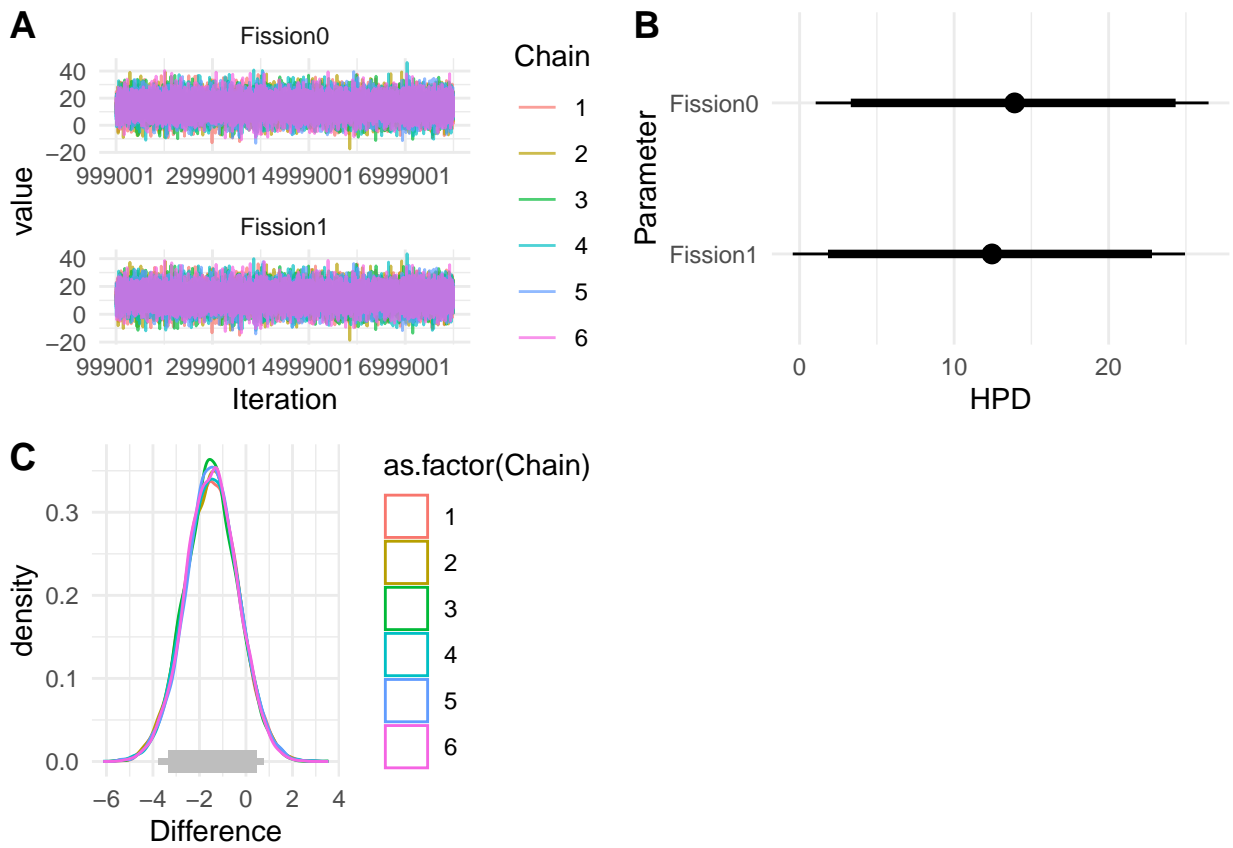 A
Fission0
40
20
0
−20
999001 2999001 4999001 6999001
value
Fission1
40
20
0
−20
999001 2999001 4999001 6999001
Iteration
Chain
1
2
3
4
5
6
B
Parameter
Fission0
Fission1
0 10 20
HPD
C
density
0.3
0.2
0.1
0.0
−6 −4 −2 0 2 4
Difference
as.factor(Chain)
1
2
3
4
5
6